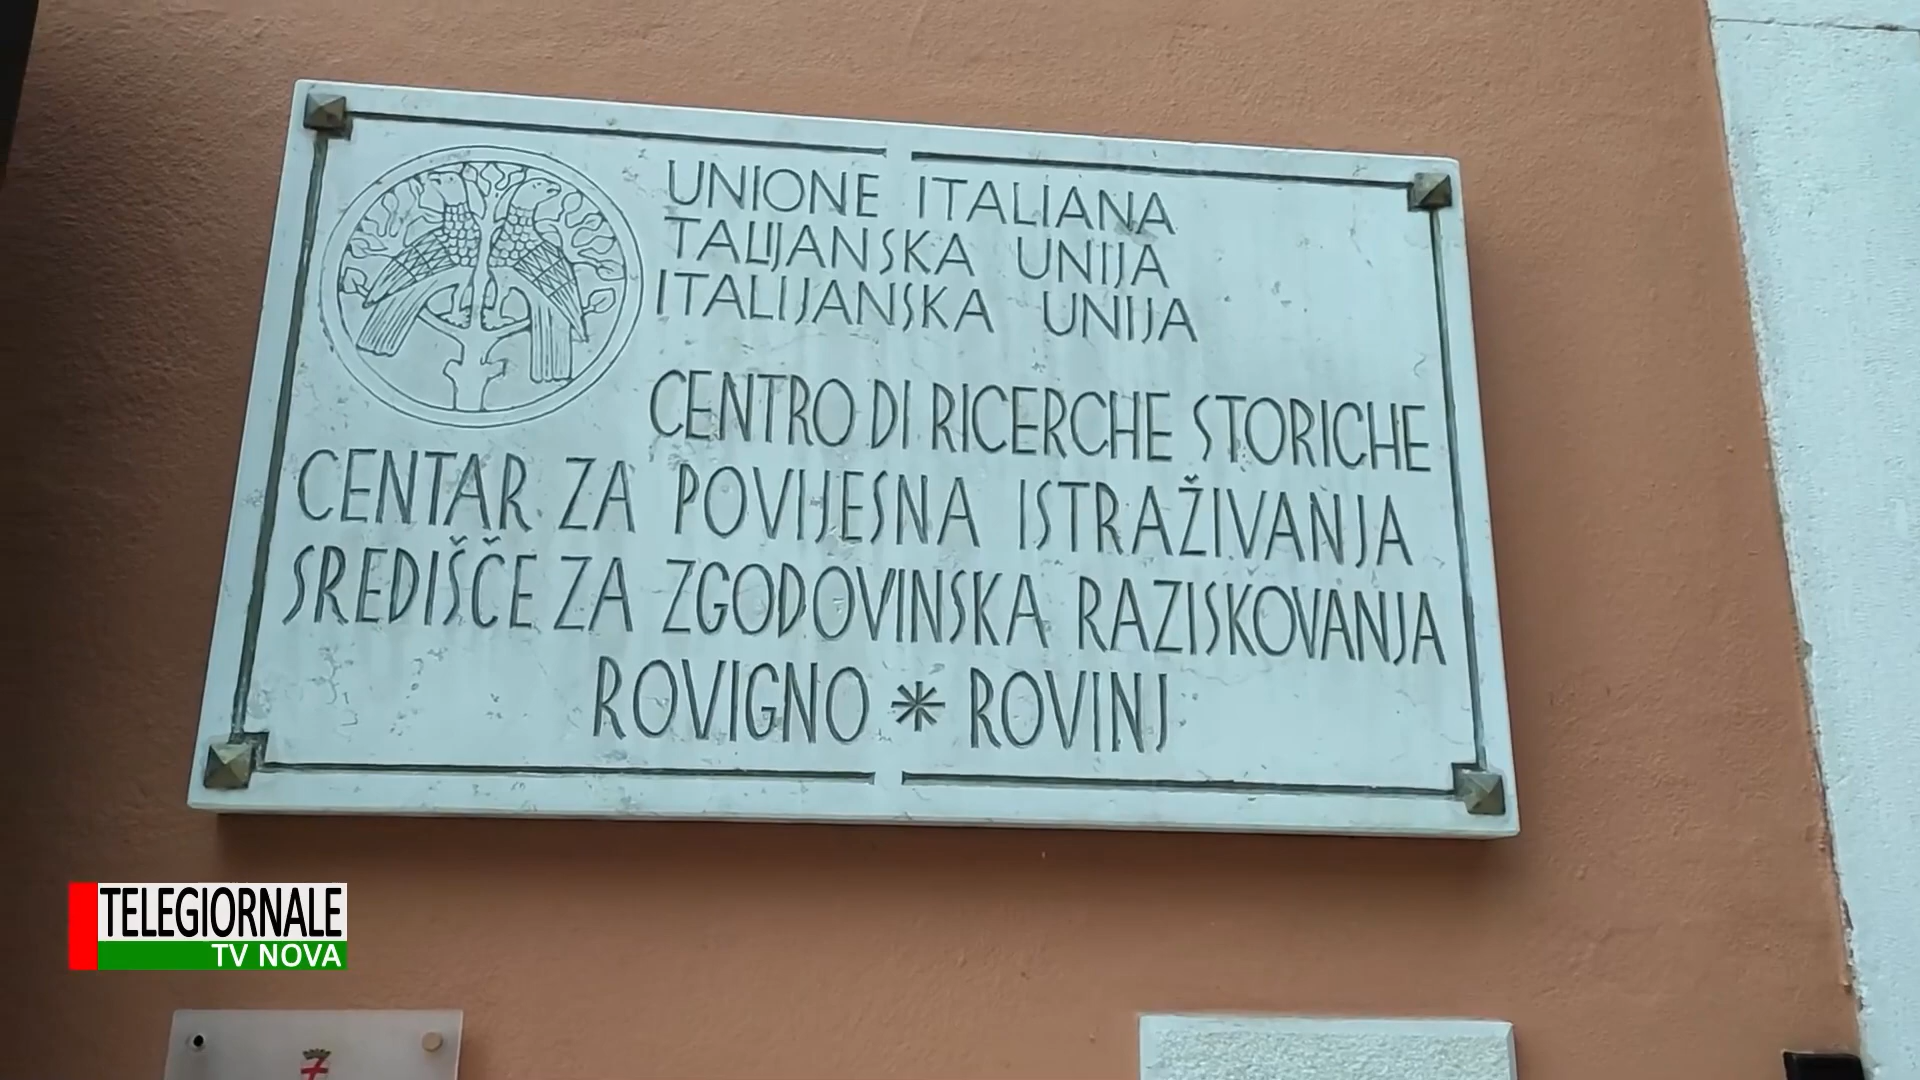 UNIONE ITALIANA
TALIJANSKA UNIJA
ITALIJANSKA UNIJA
CENTRO DI RICERCHE STORICHE
CENTAR ZA POVIJESNA ISTRAŽIVANJA
SREDIŠČE ZA ZGODOVINSKA RAZISKOVANJA
ROVIGNO * ROVINJ
TELEGIORNALE
TV NOVA